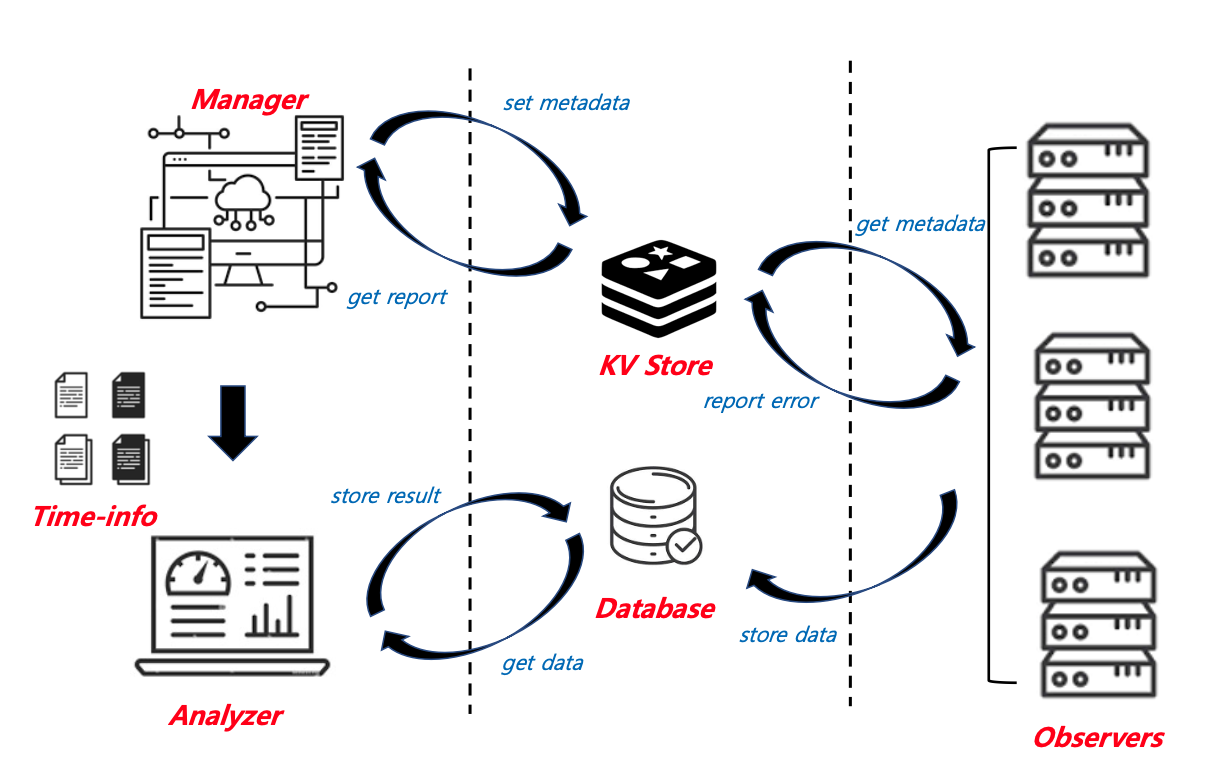 Manager
set metadata
get metadata
get report
KV Store
report error
store result
Time-info
Database
store data
get data
Analyzer
Observers